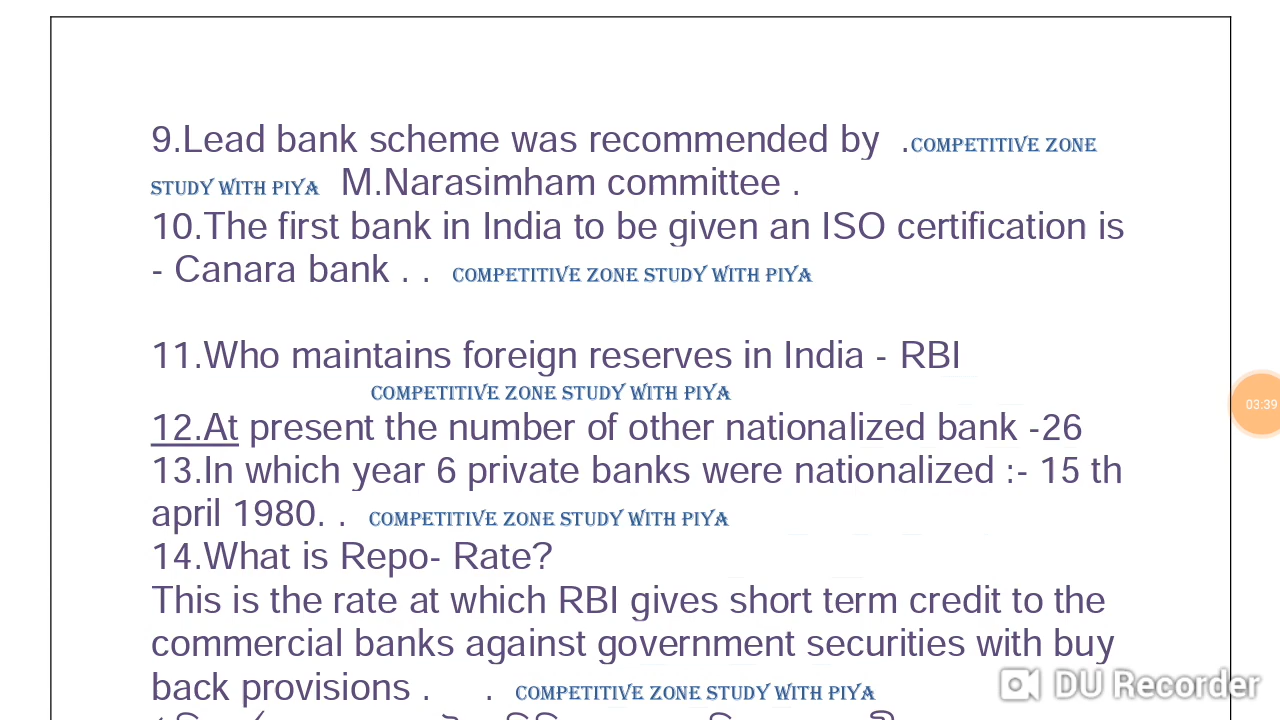 9.Lead bank scheme was recommended by .COMPETITIVE ZONE
STUDY WITH PIYA M.Narasimham committee .
10.The first bank in India to be given an ISO certification is
- Canara bank . . COMPETITIVE ZONE STUDY WITH PIYA
11.Who maintains foreign reserves in India - RBI
COMPETITIVE ZONE STUDY WITH PIYA
12.At present the number of other nationalized bank -26
03:39
13.In which year 6 private banks were nationalized :- 15 th
april 1980. . COMPETITIVE ZONE STUDY WITH PIYA
14.What is Repo- Rate?
This is the rate at which RBI gives short term credit to the
commercial banks against government securities with buy
back provisions . . COMPETITIVE ZONE STUDY WITH PIYA
DU Recorder